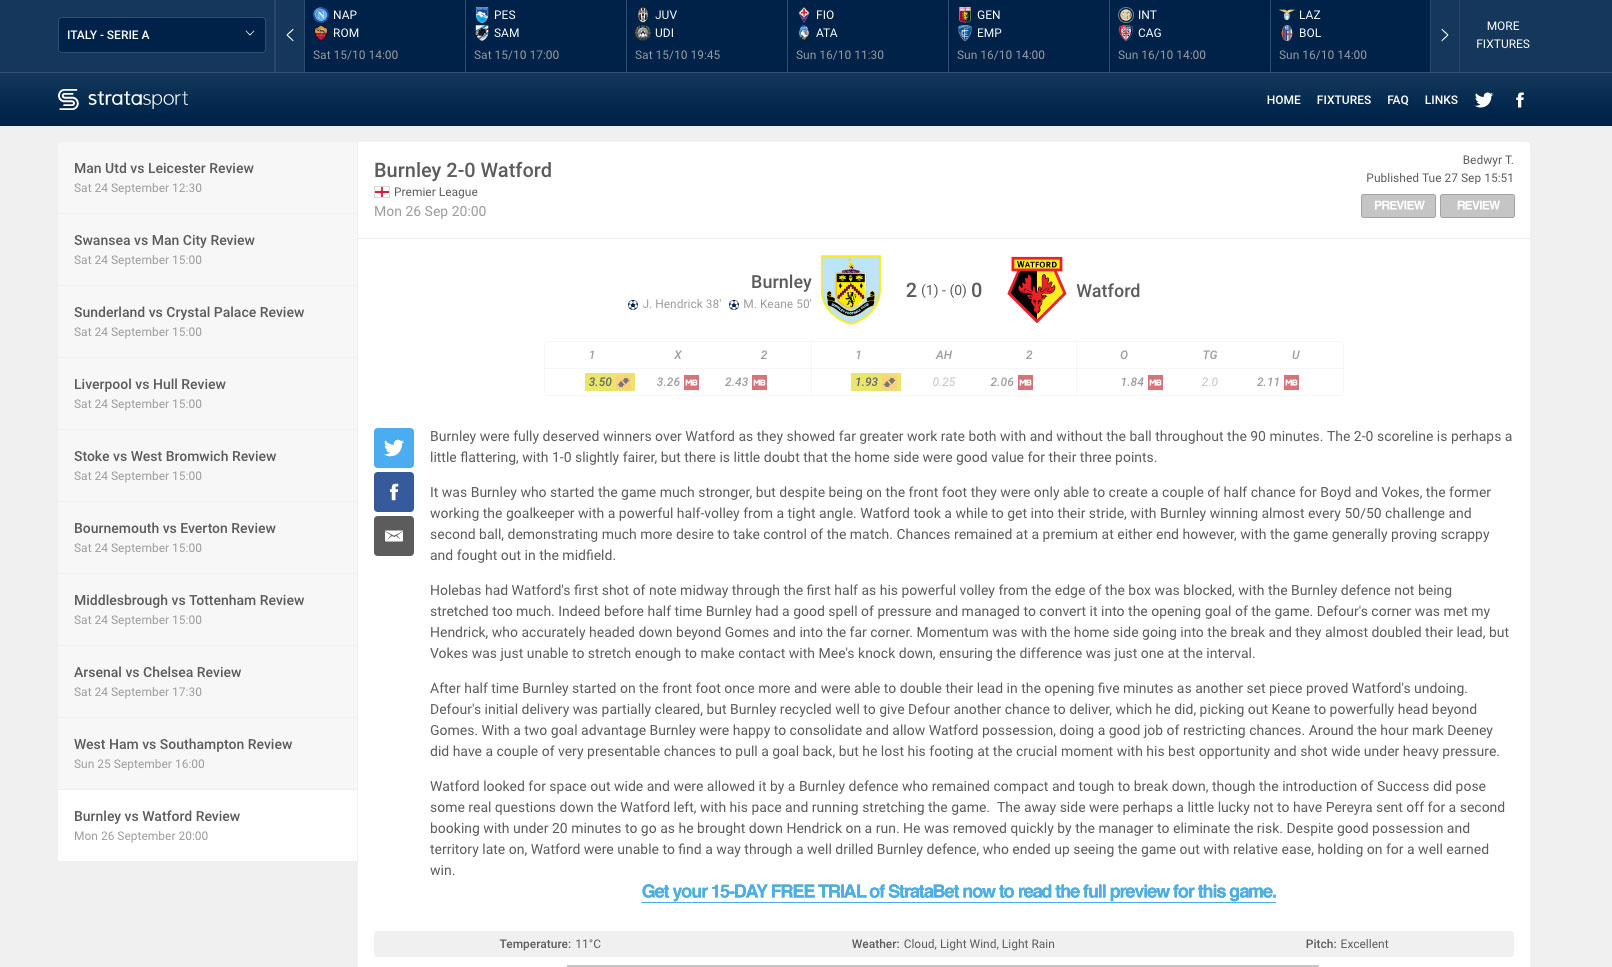 ITALY - SERIE A
NAP
ROM
Sat 15/10 14:00
PES
SAM
Sat 15/10 17:00
JUV
UDI
Sat 15/10 19:45
FIO
ATA
Sun 16/10 11:30
GEN
EMP
Sun 16/10 14:00
INT
CAG
Sun 16/10 14:00
LAZ
BOL
Sun 16/10 14:00
MORE
FIXTURES
stratasport
HOME FIXTURES FAQ LINKS
Man Utd vs Leicester Review
Sat 24 September 12:30
Swansea vs Man City Review
Sat 24 September 15:00
Sunderland vs Crystal Palace Review
Sat 24 September 15:00
Liverpool vs Hull Review
Sat 24 September 15:00
Stoke vs West Bromwich Review
Sat 24 September 15:00
Bournemouth vs Everton Review
Sat 24 September 15:00
Middlesbrough vs Tottenham Review
Sat 24 September 15:00
Arsenal vs Chelsea Review
Sat 24 September 17:30
West Ham vs Southampton Review
Sun 25 September 16:00
Burnley vs Watford Review
Mon 26 September 20:00
Burnley 2-0 Watford
Premier League
Mon 26 Sep 20:00
Bedwyr T.
Published Tue 27 Sep 15:51
PREVIEW REVIEW
Burnley
J. Hendrick 38' M. Keane 50'
2 (1) - (0) 0
WATFORD
Watford
1 X 2 1 AH 2 O TG U
3.50 3.26 MB 2.43 MB 1.93 0.25 2.06 MB 1.84 MB 2.0 2.11 MB
Burnley were fully deserved winners over Watford as they showed far greater work rate both with and without the ball throughout the 90 minutes. The 2-0 scoreline is perhaps a
little flattering, with 1-0 slightly fairer, but there is little doubt that the home side were good value for their three points.
It was Burnley who started the game much stronger, but despite being on the front foot they were only able to create a couple of half chance for Boyd and Vokes, the former
working the goalkeeper with a powerful half-volley from a tight angle. Watford took a while to get into their stride, with Burnley winning almost every 50/50 challenge and
second ball, demonstrating much more desire to take control of the match. Chances remained at a premium at either end however, with the game generally proving scrappy
and fought out in the midfield.
Holebas had Watford's first shot of note midway through the first half as his powerful volley from the edge of the box was blocked, with the Burnley defence not being
stretched too much. Indeed before half time Burnley had a good spell of pressure and managed to convert it into the opening goal of the game. Defour's corner was met my
Hendrick, who accurately headed down beyond Gomes and into the far corner. Momentum was with the home side going into the break and they almost doubled their lead, but
Vokes was just unable to stretch enough to make contact with Mee's knock down, ensuring the difference was just one at the interval.
After half time Burnley started on the front foot once more and were able to double their lead in the opening five minutes as another set piece proved Watford's undoing.
Defour's initial delivery was partially cleared, but Burnley recycled well to give Defour another chance to deliver, which he did, picking out Keane to powerfully head beyond
Gomes. With a two goal advantage Burnley were happy to consolidate and allow Watford possession, doing a good job of restricting chances. Around the hour mark Deeney
did have a couple of very presentable chances to pull a goal back, but he lost his footing at the crucial moment with his best opportunity and shot wide under heavy pressure.
Watford looked for space out wide and were allowed it by a Burnley defence who remained compact and tough to break down, though the introduction of Success did pose
some real questions down the Watford left, with his pace and running stretching the game. The away side were perhaps a little lucky not to have Pereyra sent off for a second
booking with under 20 minutes to go as he brought down Hendrick on a run. He was removed quickly by the manager to eliminate the risk. Despite good possession and
territory late on, Watford were unable to find a way through a well drilled Burnley defence, who ended up seeing the game out with relative ease, holding on for a well earned
win.
Get your 15-DAY FREE TRIAL of StrataBet now to read the full preview for this game.
Temperature: 11°C Weather: Cloud, Light Wind, Light Rain Pitch: Excellent